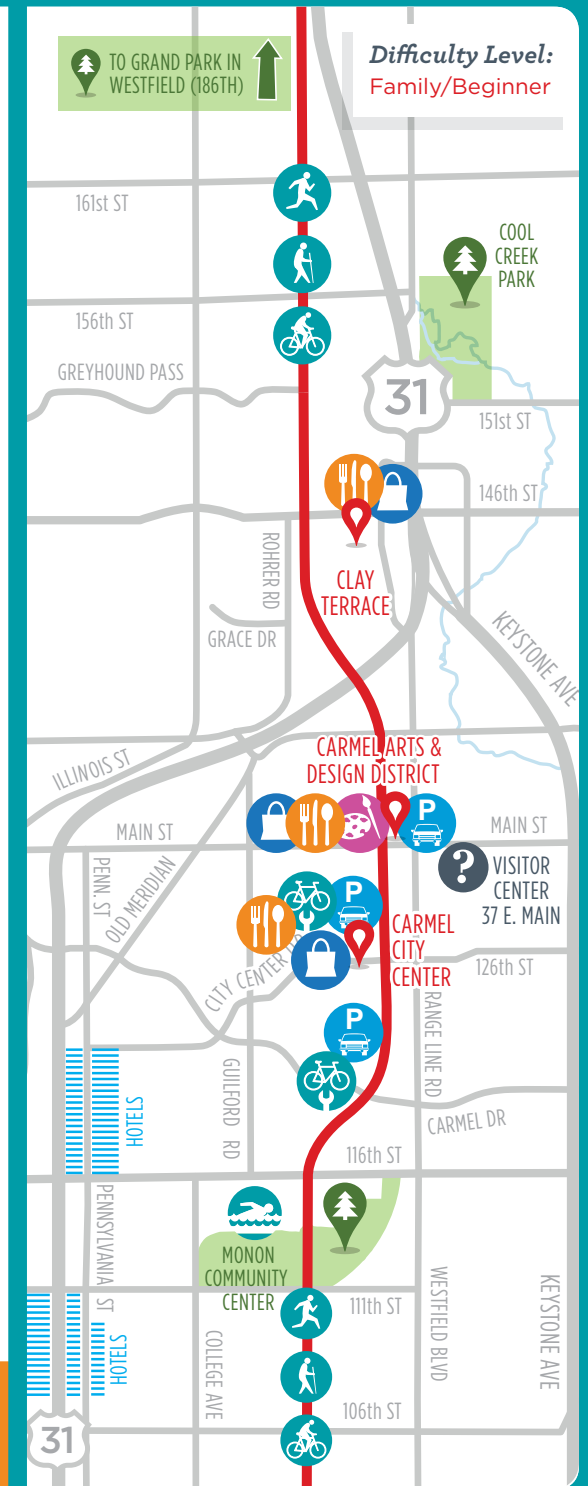 TO GRAND PARK IN
WESTFIELD (186TH)
Difficulty Level:
Family/Beginner
161st ST
COOL
CREEK
PARK
156th ST
GREYHOUND PASS
31
151st ST
146th ST
ROHRER RD
CLAY
TERRACE
GRACE DR
KEYSTONE AVE
CARMEL ARTS &
DESIGN DISTRICT
ILLINOIS ST
P
MAIN ST
MAIN ST
?
VISITOR
CENTER
37 E. MAIN
PENN. ST
OLD MERIDIAN
P
CARMEL
CITY
CENTER
CITY CENTER DR
126th ST
RANGE LINE RD
P
GUILFORD RD
HOTELS
CARMEL DR
116th ST
PENNSYLVANIA ST
MONON
COMMUNITY
CENTER
111th ST
WESTFIELD BLVD
KEYSTONE AVE
HOTELS
COLLEGE AVE
106th ST
31